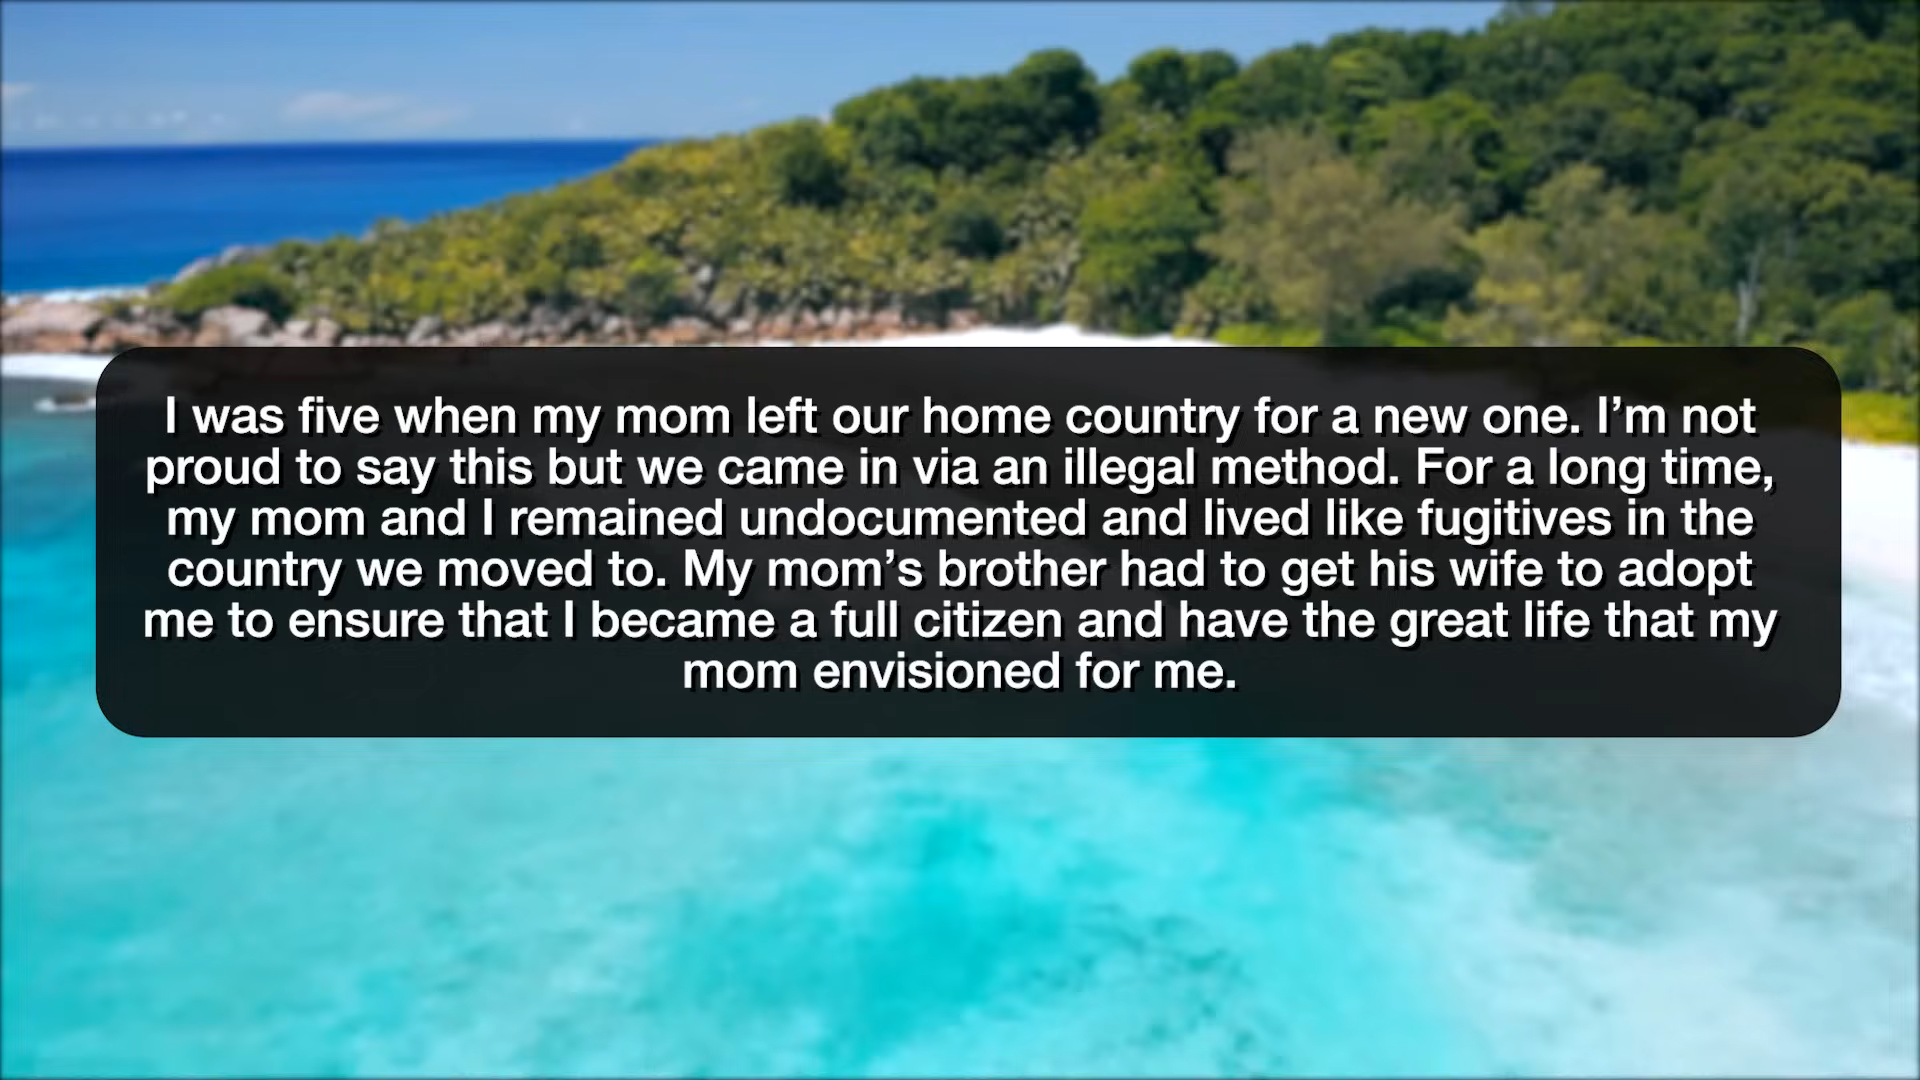 I was five when my mom left our home country for a new one. I’m not
proud to say this but we came in via an illegal method. For a long time,
my mom and I remained undocumented and lived like fugitives in the
country we moved to. My mom’s brother had to get his wife to adopt
me to ensure that I became a full citizen and have the great life that my
mom envisioned for me.